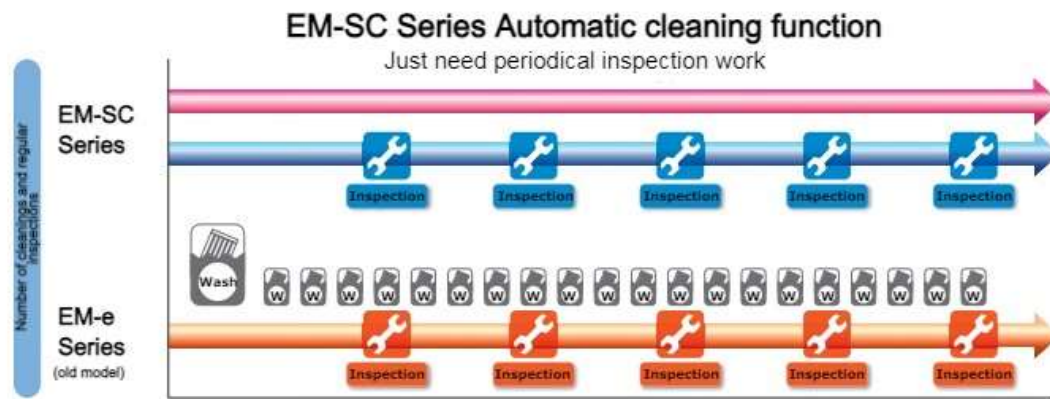 EM-SC Series Automatic cleaning function
Just need periodical inspection work
Number of cleanings and regular
inspections
EM-SC
Series
Inspection Inspection Inspection Inspection Inspection
Wash
W W W W W W W W W W W W W W W W W W W W
EM-e
Series
(old model)
Inspection Inspection Inspection Inspection Inspection